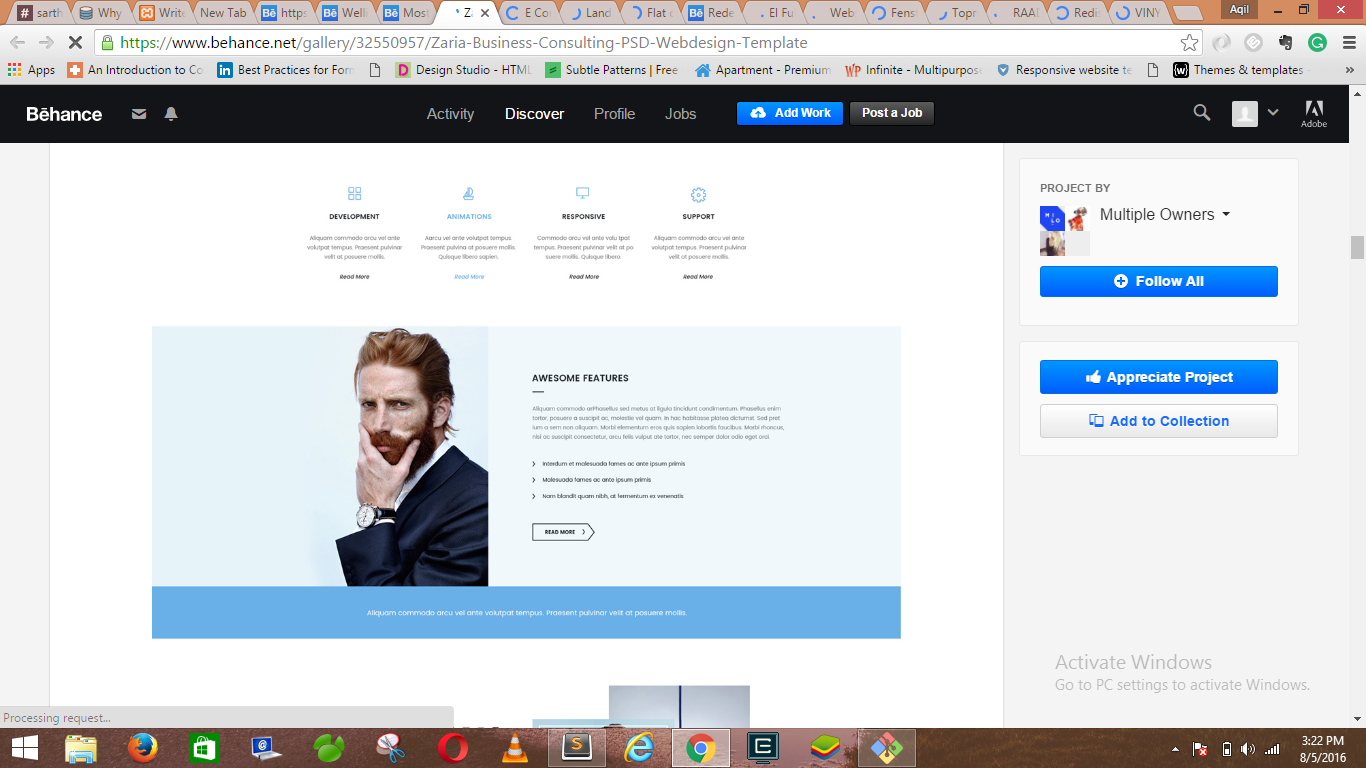 sarth
Why
Write
New Tab
https
Welli
Most
Z
E Co
Land
Flat
Rede
El Fu
Web
Fens
Topr
RAAI
Redis
VINY
Aqil
https://www.behance.net/gallery/32550957/Zaria-Business-Consulting-PSD-Webdesign-Template
Apps
An Introduction to Co
Best Practices for Forn
Design Studio - HTML
Subtle Patterns | Free
Apartment - Premium
Infinite - Multipurpose
Responsive website te
Themes & templates
Bēhance
Activity
Discover
Profile
Jobs
Add Work
Post a Job
Adobe
DEVELOPMENT
Aliquam commodo arcu vel ante
volutpat tempus. Praesent pulvinar
velit at posuere mollis.
Read More
ANIMATIONS
Aarcu vel ante volutpat tempus.
Praesent pulvina at posuere mollis.
Quisque libero sapien.
Read More
RESPONSIVE
Commodo arcu vel ante volu tpat
tempus. Praesent pulvinar velit at po
suere mollis. Quisque libero.
Read More
SUPPORT
Aliquam commodo arcu vel ante
volutpat tempus. Praesent pulvinar
velit at posuere mollis.
Read More
AWESOME FEATURES
Aliquam commodo arPhasellus sed metus at ligula tincidunt condimentum. Phasellus enim
tortor, posuere a suscipit ac, molestie vel quam. In hac habitasse platea dictumst. Sed pret
ium a sem non aliquam. Morbi elementum eros quis sapien lobortis faucibus. Morbi rhoncus,
nisl ac suscipit consectetur, arcu felis vulput ate tortor, nec semper dolor odio eget orci.
Interdum et malesuada fames ac ante ipsum primis
Malesuada fames ac ante ipsum primis
Nam blandit quam nibh, at fermentum ex venenatis
READ MORE
Aliquam commodo arcu vel ante volutpat tempus. Praesent pulvinar velit at posuere mollis.
PROJECT BY
MILO
Multiple Owners
Follow All
Appreciate Project
Add to Collection
Activate Windows
Go to PC settings to activate Windows.
Processing request...
3:22 PM
8/5/2016